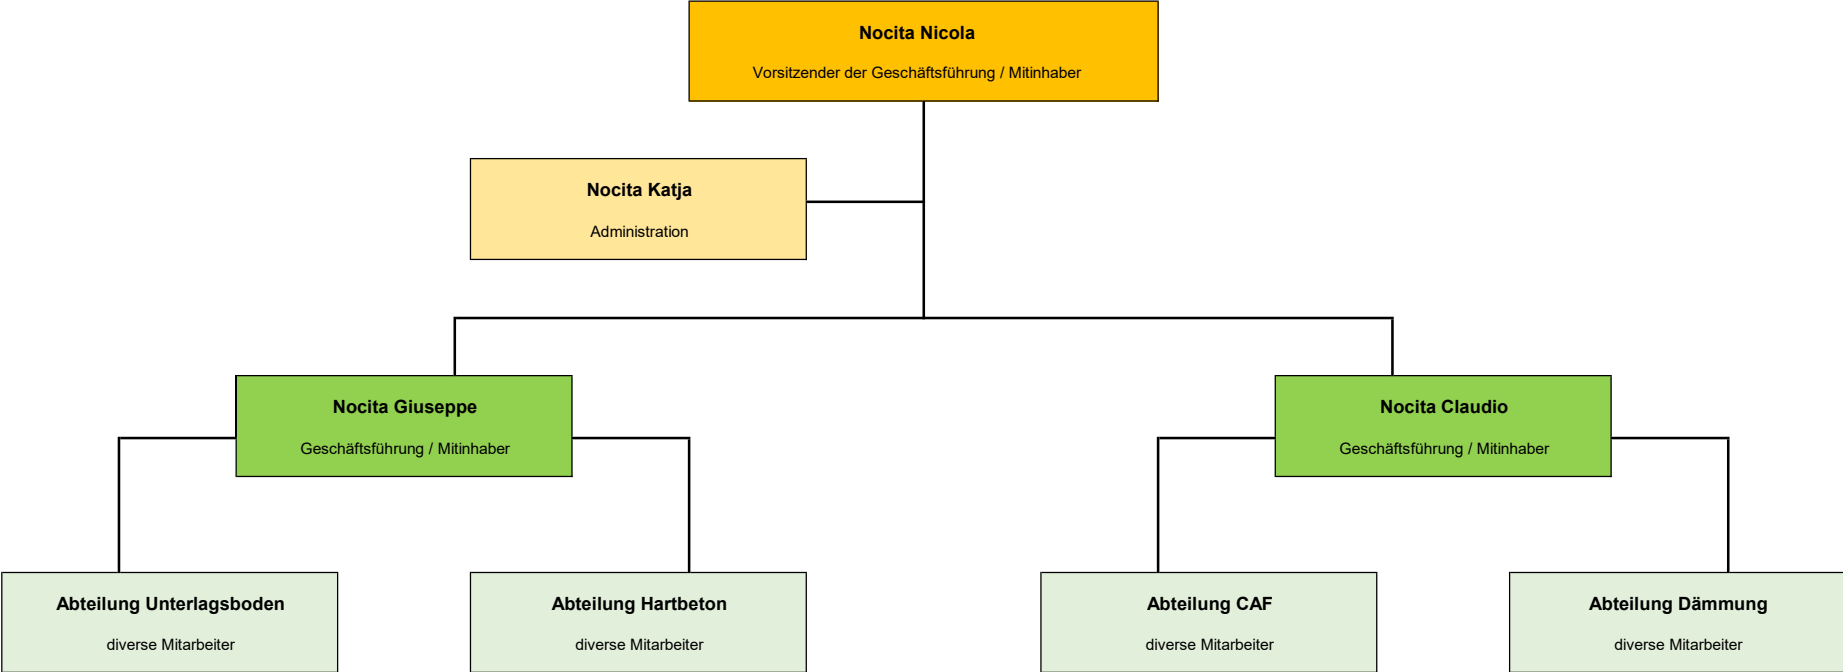 Nocita Nicola
Vorsitzender der Geschäftsführung / Mitinhaber
Nocita Katja
Administration
Nocita Giuseppe
Geschäftsführung / Mitinhaber
Nocita Claudio
Geschäftsführung / Mitinhaber
Abteilung Unterlagsboden
diverse Mitarbeiter
Abteilung Hartbeton
diverse Mitarbeiter
Abteilung CAF
diverse Mitarbeiter
Abteilung Dämmung
diverse Mitarbeiter